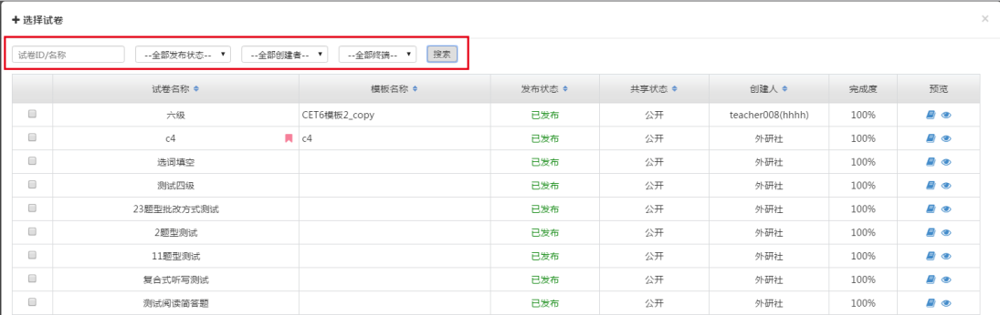 选择试卷
×
试卷ID/名称 --全部发布状态-- --全部创建者-- --全部终端-- 搜索
试卷名称 模板名称 发布状态 共享状态 创建人 完成度 预览
六级 CET6模板2_copy 已发布 公开 teacher008(hhhh) 100%
c4 c4 已发布 公开 外研社 100%
选词填空 已发布 公开 外研社 100%
测试四级 已发布 公开 外研社 100%
23题型批改方式测试 已发布 公开 外研社 100%
2题型测试 已发布 公开 外研社 100%
11题型测试 已发布 公开 外研社 100%
复合式听写测试 已发布 公开 外研社 100%
测试阅读简答题 已发布 公开 外研社 100%